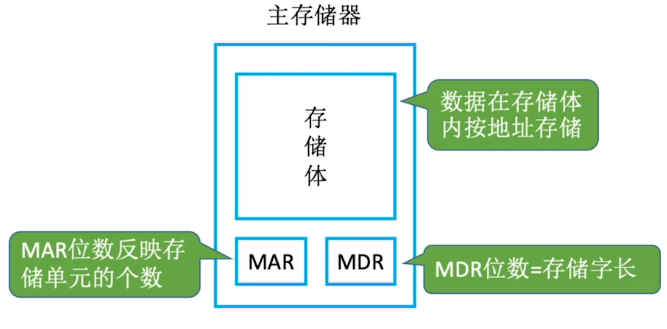 主存储器
存
储
体
数据在存储体
内按地址存储
MAR位数反映存
储单元的个数
MAR
MDR
MDR位数=存储字长